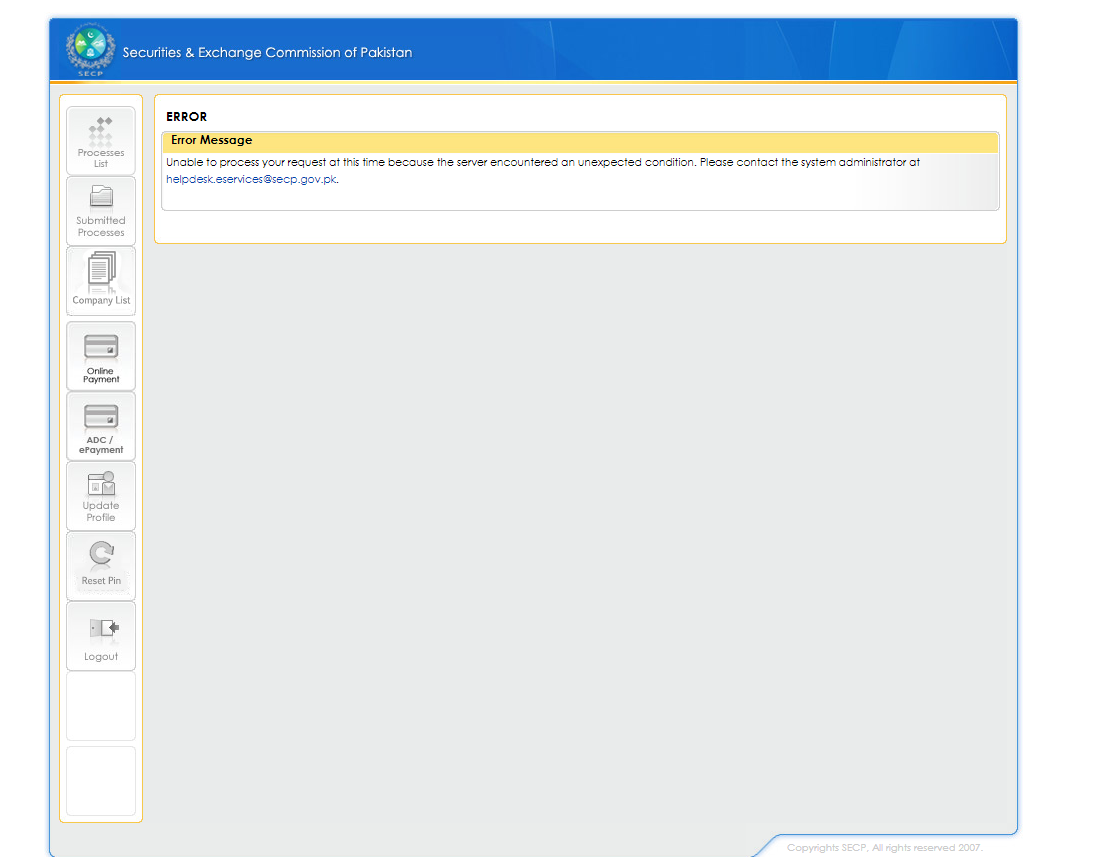 SECP
Securities & Exchange Commission of Pakistan
Processes
List
Submitted
Processes
Company List
Online
Payment
ADC /
ePayment
Update
Profile
Reset Pin
Logout
ERROR
Error Message
Unable to process your request at this time because the server encountered an unexpected condition. Please contact the system administrator at
helpdesk.eservices@secp.gov.pk.
Copyrights SECP, All rights reserved 2007.